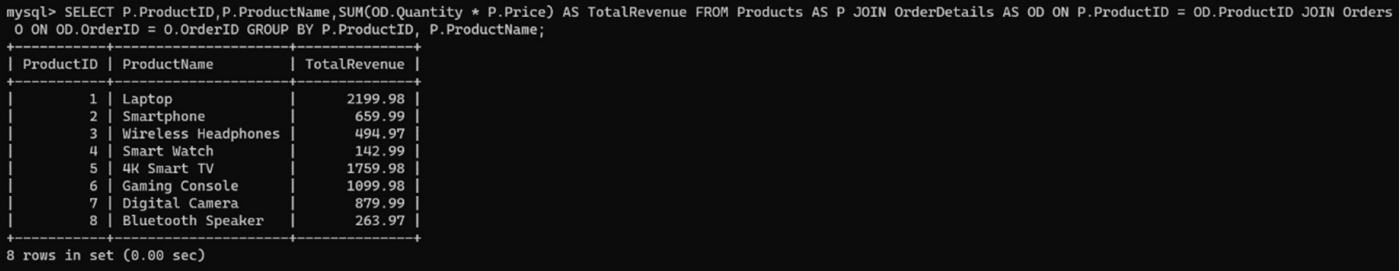 mysql> SELECT P.ProductID,P.ProductName,SUM(OD.Quantity * P.Price) AS TotalRevenue FROM Products AS P JOIN OrderDetails AS OD ON P.ProductID = OD.ProductID JOIN Orders
 O ON OD.OrderID = O.OrderID GROUP BY P.ProductID, P.ProductName;
+-----------+---------------------+--------------+
| ProductID | ProductName         | TotalRevenue |
+-----------+---------------------+--------------+
|         1 | Laptop              |      2199.98 |
|         2 | Smartphone          |       659.99 |
|         3 | Wireless Headphones |       494.97 |
|         4 | Smart Watch         |       142.99 |
|         5 | 4K Smart TV         |      1759.98 |
|         6 | Gaming Console      |      1099.98 |
|         7 | Digital Camera      |       879.99 |
|         8 | Bluetooth Speaker   |       263.97 |
+-----------+---------------------+--------------+
8 rows in set (0.00 sec)